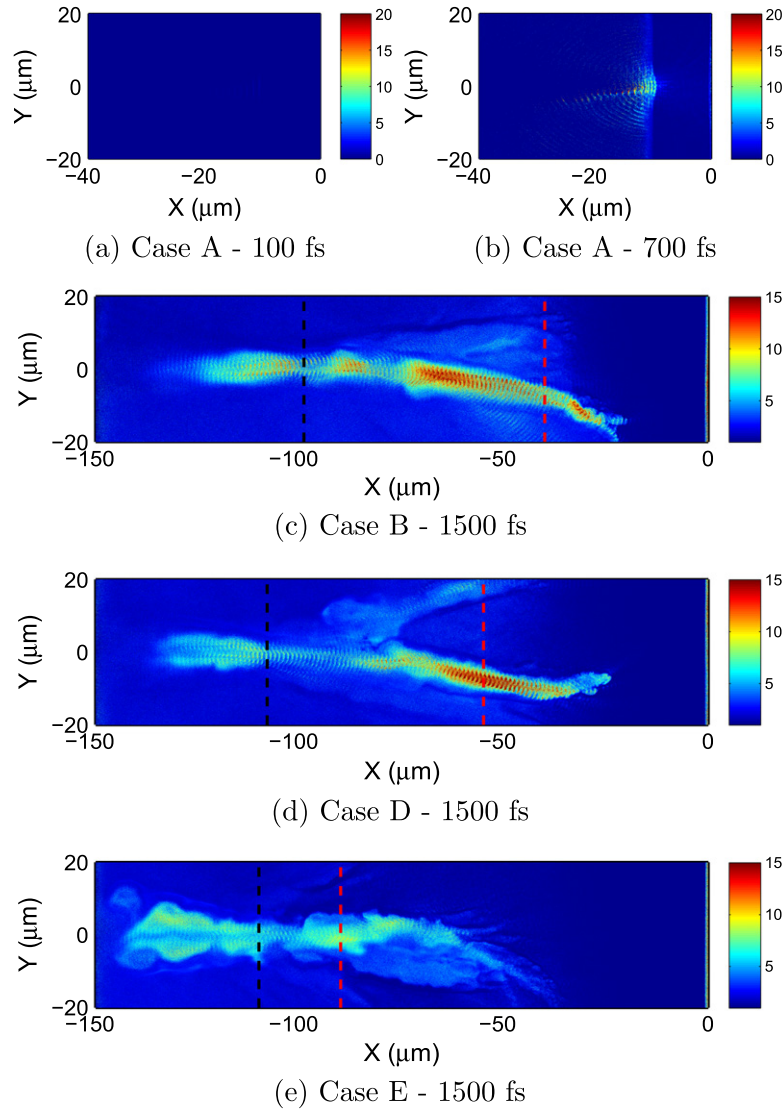 20 20 20 20
15 15
Y (μm) 0 10 Y (μm) 0 10
5 5
−20 0 −20 0
−40 −20 0 −40 −20 0
X (μm) X (μm)
(a) Case A - 100 fs (b) Case A - 700 fs
20 15
Y (μm) 0 10
5
−20
−150 −100 −50 0
X (μm)
(c) Case B - 1500 fs
20 15
Y (μm) 0 10
5
−20
−150 −100 −50 0
X (μm)
(d) Case D - 1500 fs
20 15
Y (μm) 0 10
5
−20
−150 −100 −50 0
X (μm)
(e) Case E - 1500 fs